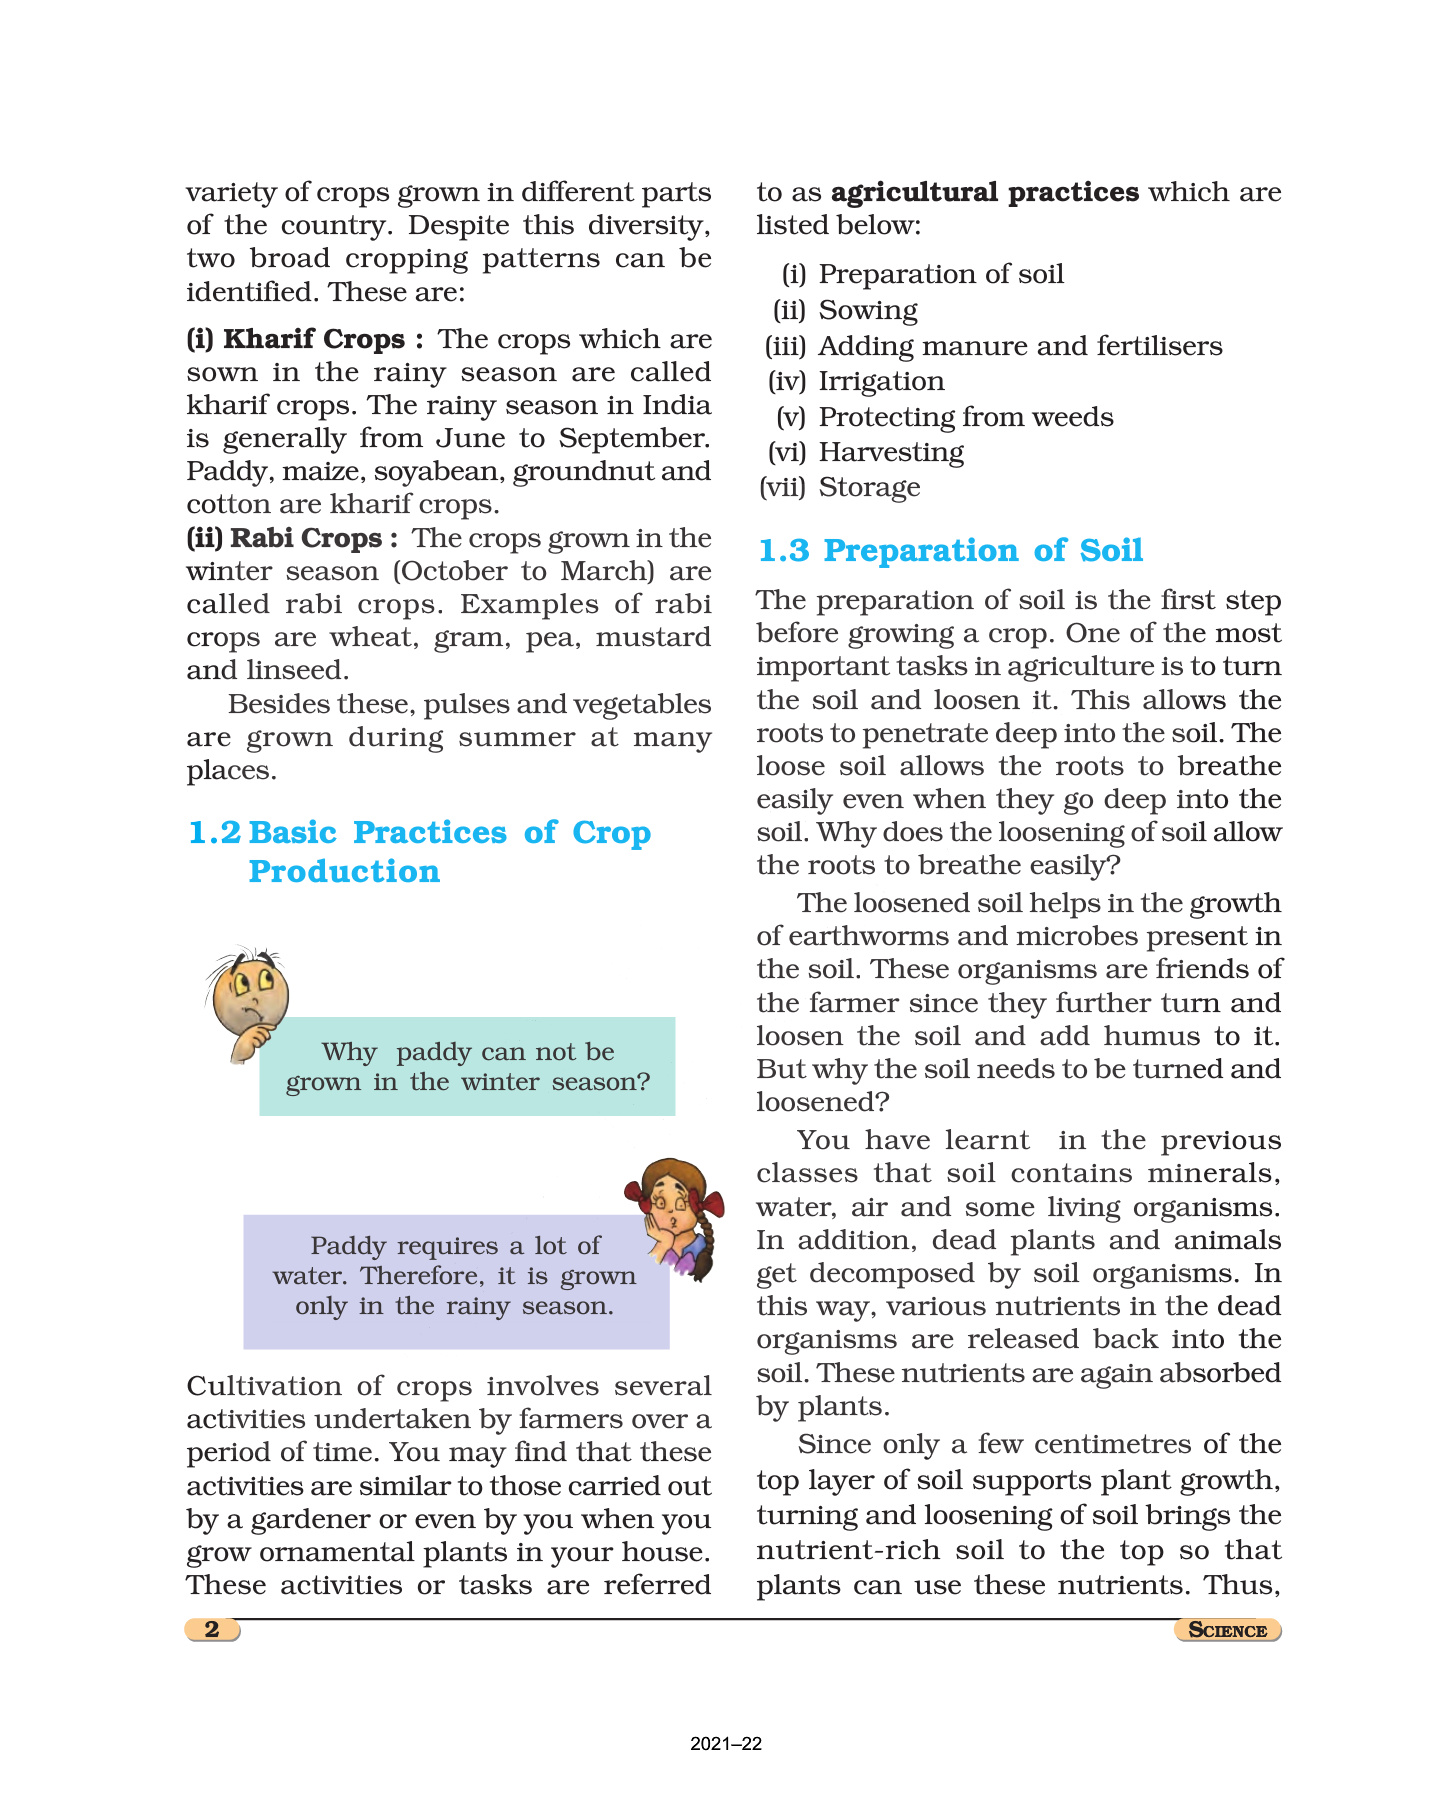 variety of crops grown in different parts
of the country. Despite this diversity,
two broad cropping patterns can be
identified. These are:
(i) Kharif Crops : The crops which are
sown in the rainy season are called
kharif crops. The rainy season in India
is generally from June to September.
Paddy, maize, soyabean, groundnut and
cotton are kharif crops.
(ii) Rabi Crops : The crops grown in the
winter season (October to March) are
called rabi crops. Examples of rabi
crops are wheat, gram, pea, mustard
and linseed.
Besides these, pulses and vegetables
are grown during summer at many
places.
1.2 Basic Practices of Crop
Production
Why paddy can not be
grown in the winter season?
Paddy requires a lot of
water. Therefore, it is grown
only in the rainy season.
Cultivation of crops involves several
activities undertaken by farmers over a
period of time. You may find that these
activities are similar to those carried out
by a gardener or even by you when you
grow ornamental plants in your house.
These activities or tasks are referred
to as agricultural practices which are
listed below:
(i) Preparation of soil
(ii) Sowing
(iii) Adding manure and fertilisers
(iv) Irrigation
(v) Protecting from weeds
(vi) Harvesting
(vii) Storage
1.3 Preparation of Soil
The preparation of soil is the first step
before growing a crop. One of the most
important tasks in agriculture is to turn
the soil and loosen it. This allows the
roots to penetrate deep into the soil. The
loose soil allows the roots to breathe
easily even when they go deep into the
soil. Why does the loosening of soil allow
the roots to breathe easily?
The loosened soil helps in the growth
of earthworms and microbes present in
the soil. These organisms are friends of
the farmer since they further turn and
loosen the soil and add humus to it.
But why the soil needs to be turned and
loosened?
You have learnt in the previous
classes that soil contains minerals,
water, air and some living organisms.
In addition, dead plants and animals
get decomposed by soil organisms. In
this way, various nutrients in the dead
organisms are released back into the
soil. These nutrients are again absorbed
by plants.
Since only a few centimetres of the
top layer of soil supports plant growth,
turning and loosening of soil brings the
nutrient-rich soil to the top so that
plants can use these nutrients. Thus,
2
SCIENCE
2021–22